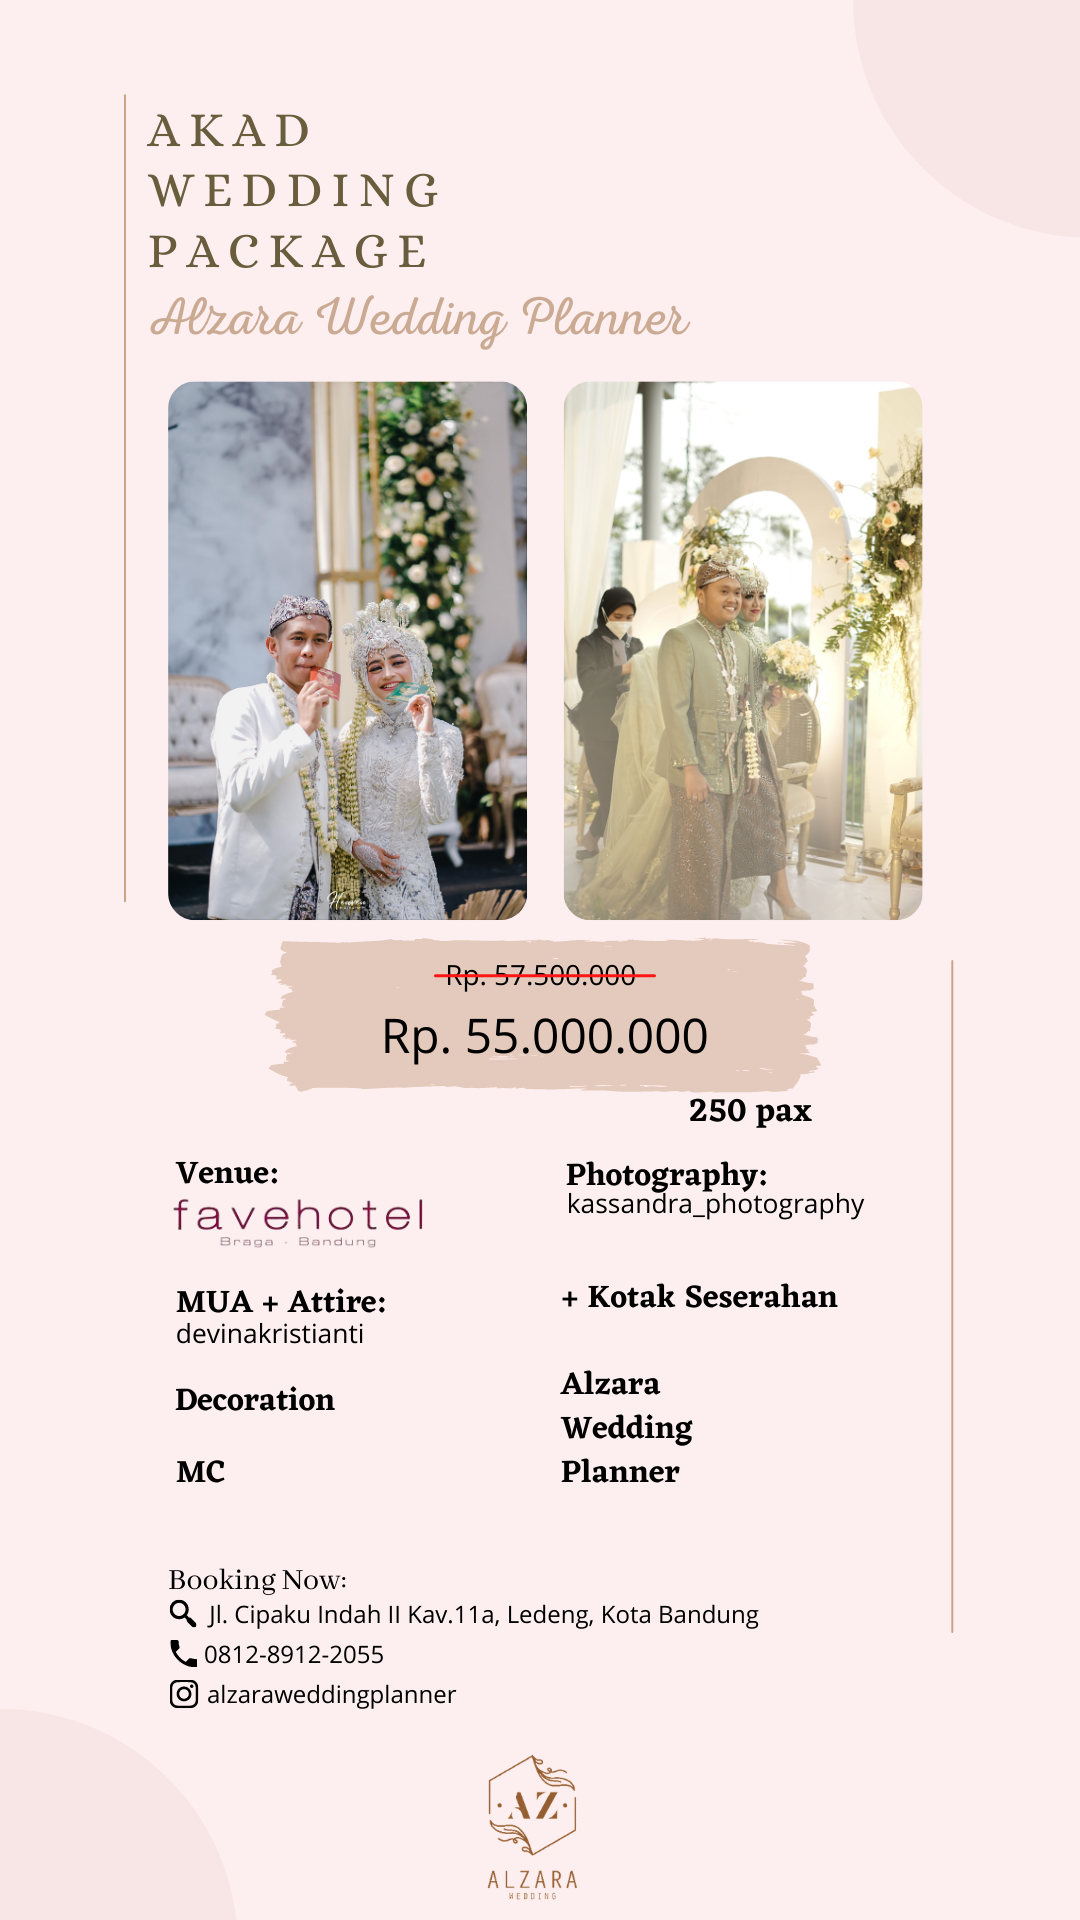 AKAD
WEDDING
PACKAGE
Alzara Wedding Planner
Rp. 57.500.000
Rp. 55.000.000
250 pax
Venue:
favehotel
Braga · Bandung
MUA + Attire:
devinakristianti
Decoration
MC
Photography:
kassandra_photography
+ Kotak Seserahan
Alzara
Wedding
Planner
Booking Now:
Jl. Cipaku Indah II Kav.11a, Ledeng, Kota Bandung
0812-8912-2055
alzaraweddingplanner
·AZ·
ALZARA
WEDDING